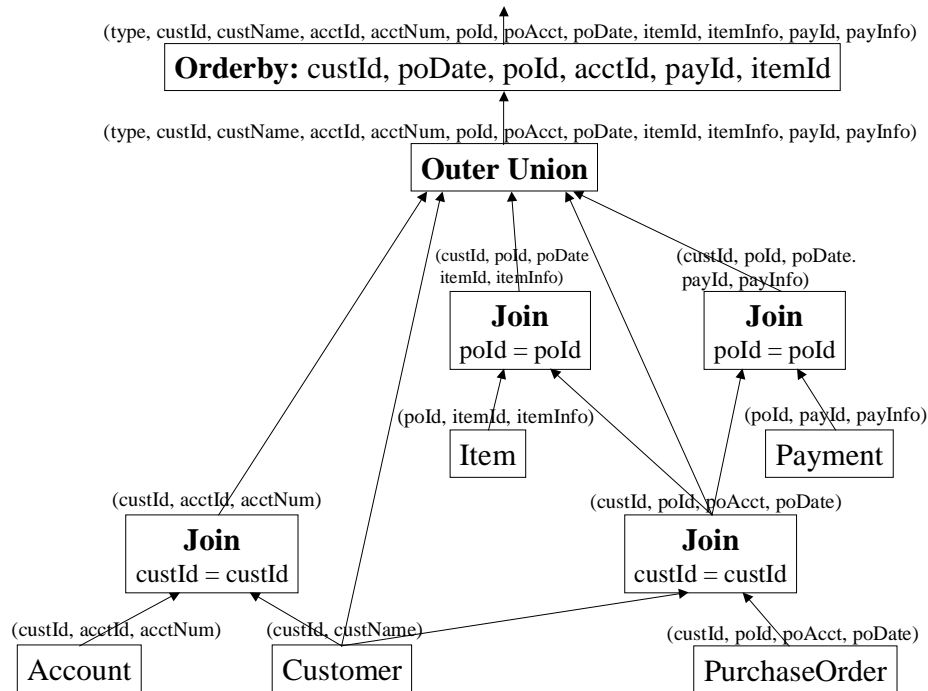 (type, custId, custName, acctId, acctNum, poId, poAcct, poDate, itemId, itemInfo, payId, payInfo)
Orderby: custId, poDate, poId, acctId, payId, itemId
(type, custId, custName, acctId, acctNum, poId, poAcct, poDate, itemId, itemInfo, payId, payInfo)
Outer Union
(custId, poId, poDate
itemId, itemInfo)
(custId, poId, poDate.
payId, payInfo)
Join
poId = poId
Join
poId = poId
(poId, itemId, itemInfo)
(poId, payId, payInfo)
Item
Payment
(custId, acctId, acctNum)
(custId, poId, poAcct, poDate)
Join
custId = custId
Join
custId = custId
(custId, acctId, acctNum)
(custId, custName)
(custId, poId, poAcct, poDate)
Account
Customer
PurchaseOrder